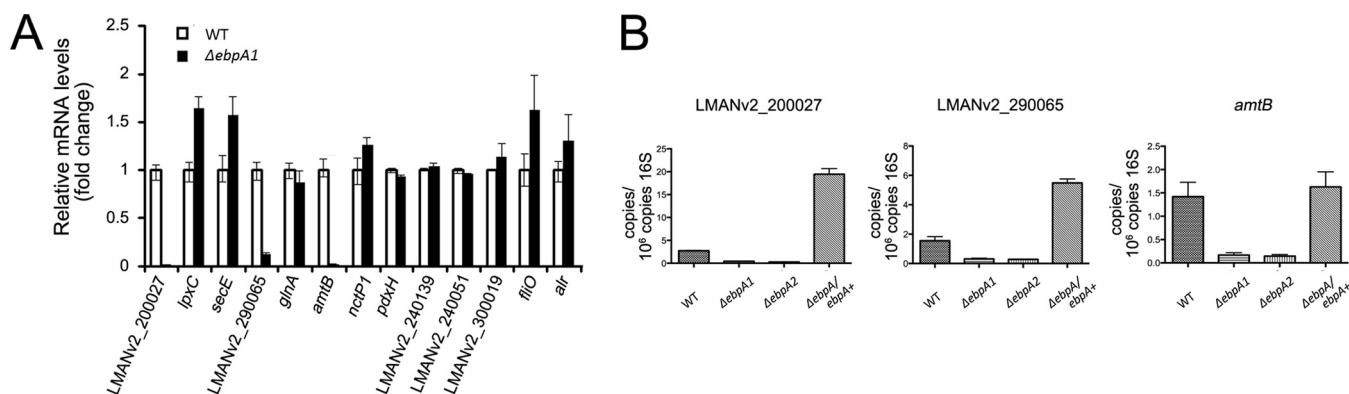 A
Relative mRNA levels
(fold change)
2.5
2
1.5
1
0.5
0
WT
ΔebpA1
LMANv2_200027
lpxC
secE
LMANv2_290065
glnA
amtB
nctP1
pdxH
LMANv2_240139
LMANv2_240051
LMANv2_300019
fliO
alr
B
LMANv2_200027
copies/
10⁶ copies 16S
25
20
15
10
5
0
WT
ΔebpA1
ΔebpA2
ΔebpA/
ebpA+
LMANv2_290065
copies/
10⁶ copies 16S
8
6
4
2
0
WT
ΔebpA1
ΔebpA2
ΔebpA/
ebpA+
amtB
copies/
10⁶ copies 16S
2.5
2.0
1.5
1.0
0.5
0.0
WT
ΔebpA1
ΔebpA2
ΔebpA/
ebpA+